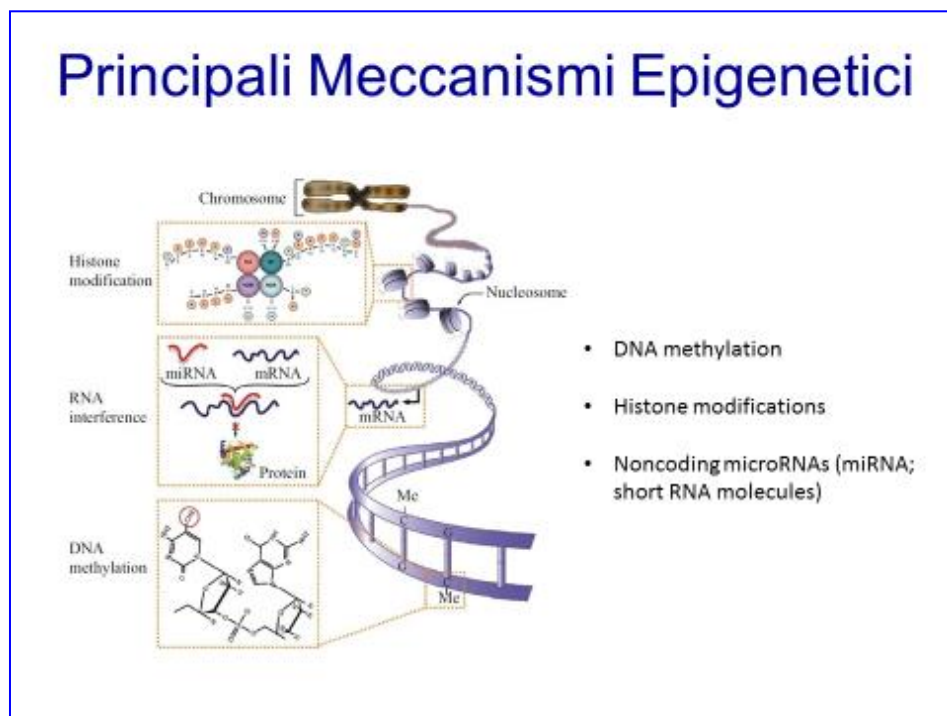 Principali Meccanismi Epigenetici
Chromosome
Histone
modification
Nucleosome
miRNA
mRNA
RNA
interference
mRNA
Protein
DNA
methylation
Me
C
C
Me
• DNA methylation
• Histone modifications
• Noncoding microRNAs (miRNA;
short RNA molecules)